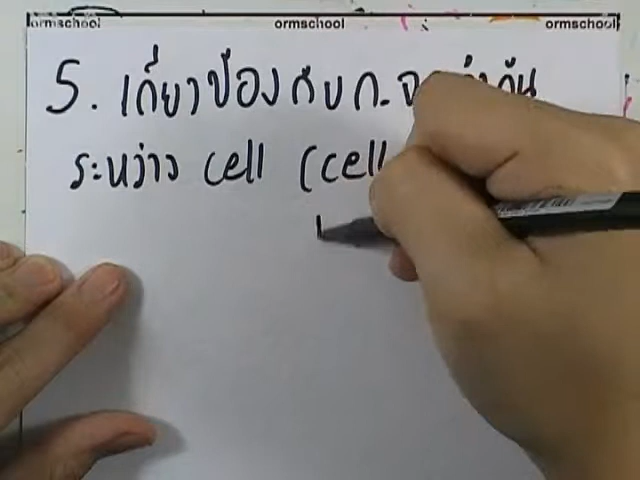 ormschool ormschool ormschool
5. เกี่ยวข้องกับก.จ
ระหว่าง cell (cell